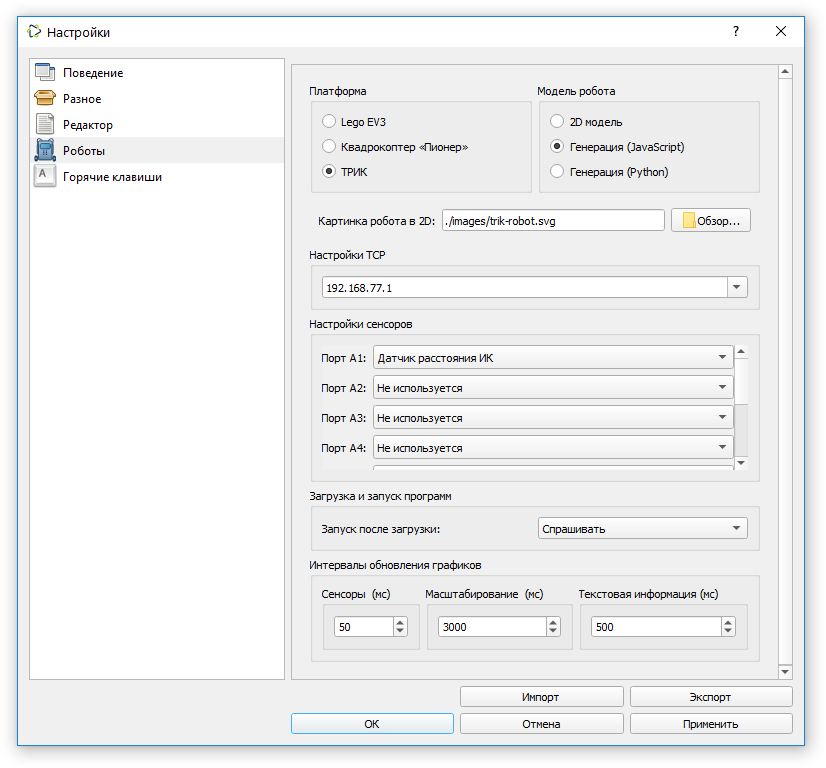 Настройки
?
Поведение
Разное
Редактор
Роботы
A
Горячие клавиши
Платформа
Lego EV3
Квадрокоптер «Пионер»
ТРИК
Модель робота
2D модель
Генерация (JavaScript)
Генерация (Python)
Картинка робота в 2D: ./images/trik-robot.svg Обзор...
Настройки TCP
192.168.77.1
Настройки сенсоров
Порт A1: Датчик расстояния ИК
Порт A2: Не используется
Порт A3: Не используется
Порт A4: Не используется
Загрузка и запуск программ
Запуск после загрузки: Спрашивать
Интервалы обновления графиков
Сенсоры (мс) Масштабирование (мс) Текстовая информация (мс)
50 3000 500
Импорт Экспорт
OK Отмена Применить